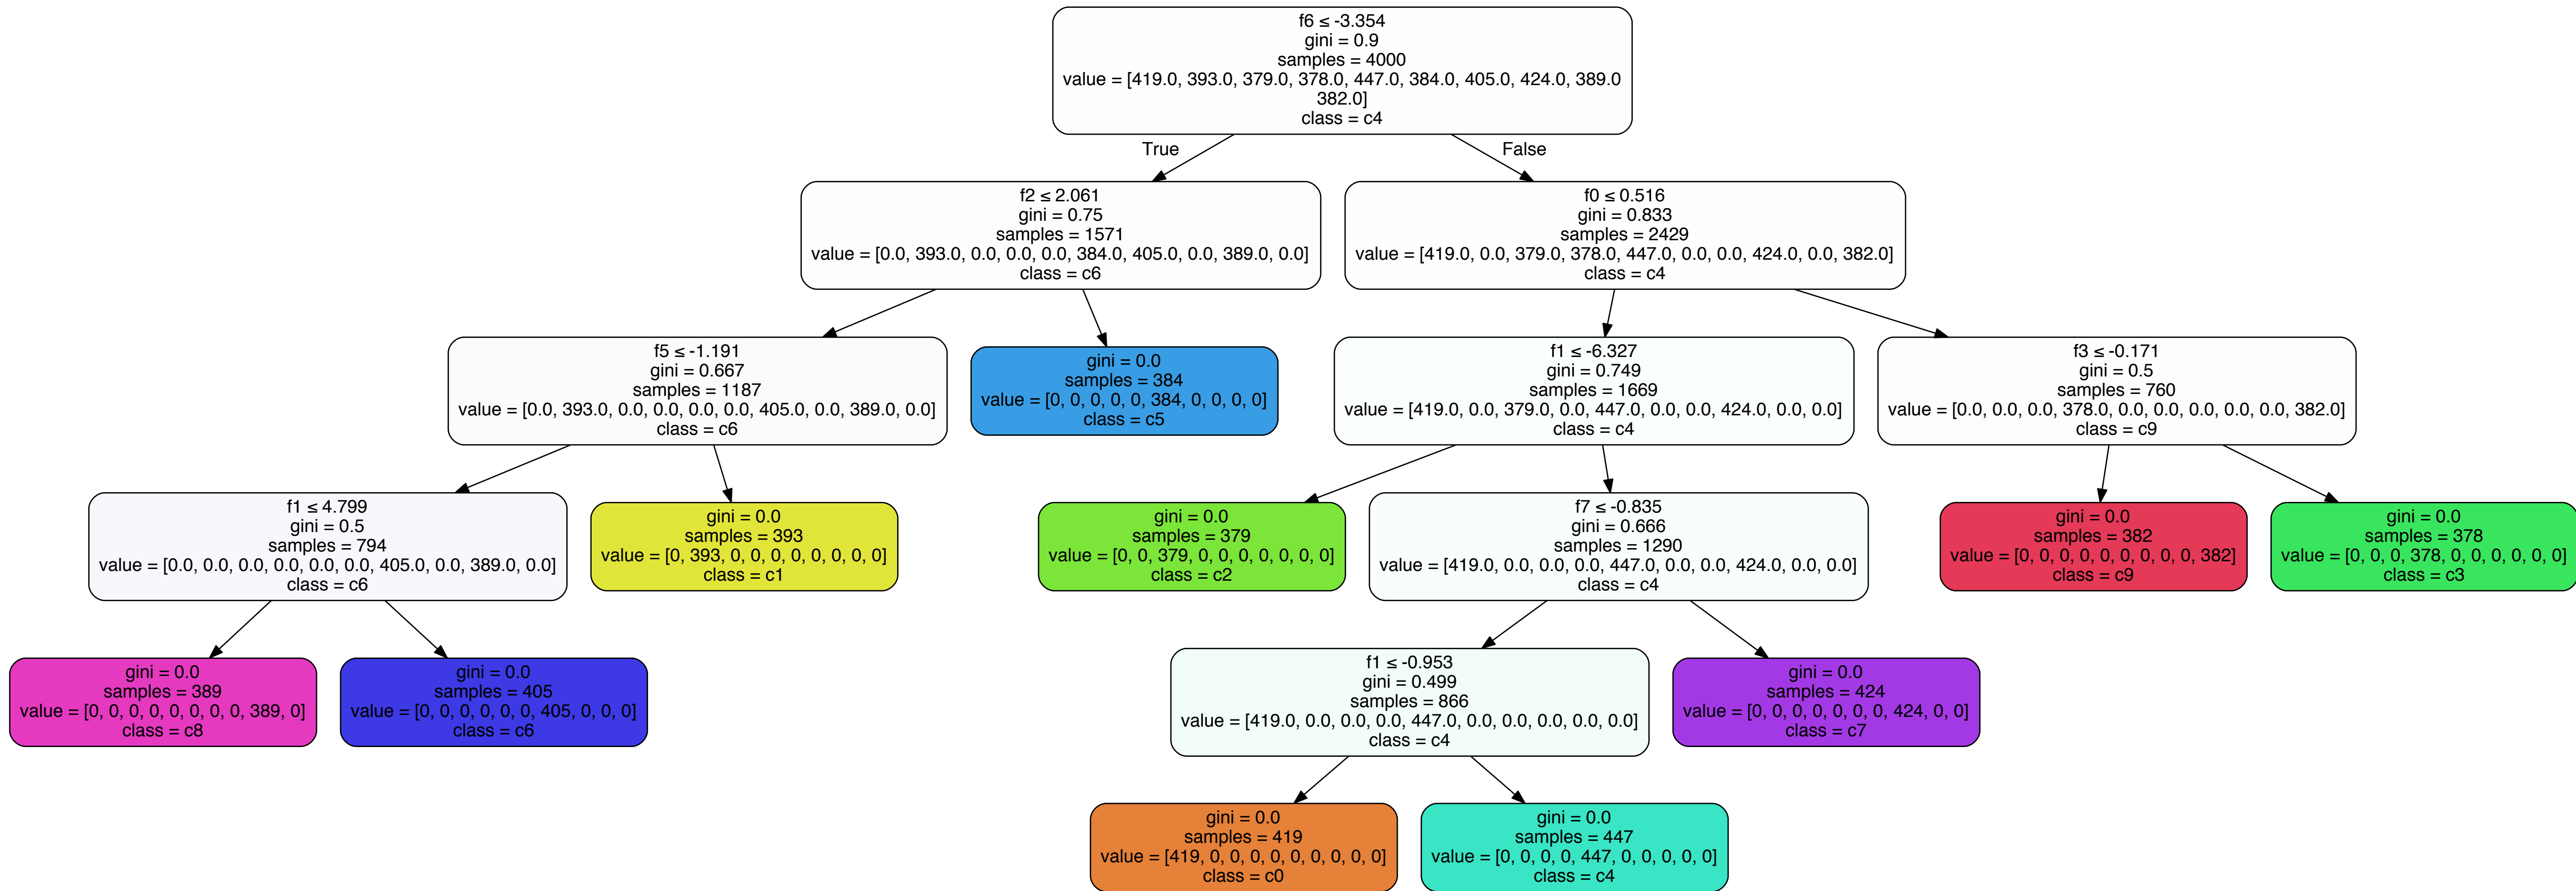 f6 ≤ -3.354
gini = 0.9
samples = 4000
value = [419.0, 393.0, 379.0, 378.0, 447.0, 384.0, 405.0, 424.0, 389.0
382.0]
class = c4
True
False
f2 ≤ 2.061
gini = 0.75
samples = 1571
value = [0.0, 393.0, 0.0, 0.0, 0.0, 384.0, 405.0, 0.0, 389.0, 0.0]
class = c6
f0 ≤ 0.516
gini = 0.833
samples = 2429
value = [419.0, 0.0, 379.0, 378.0, 447.0, 0.0, 0.0, 424.0, 0.0, 382.0]
class = c4
f5 ≤ -1.191
gini = 0.667
samples = 1187
value = [0.0, 393.0, 0.0, 0.0, 0.0, 0.0, 405.0, 0.0, 389.0, 0.0]
class = c6
gini = 0.0
samples = 384
value = [0, 0, 0, 0, 0, 384, 0, 0, 0, 0]
class = c5
f1 ≤ -6.327
gini = 0.749
samples = 1669
value = [419.0, 0.0, 379.0, 0.0, 447.0, 0.0, 0.0, 424.0, 0.0, 0.0]
class = c4
f3 ≤ -0.171
gini = 0.5
samples = 760
value = [0.0, 0.0, 0.0, 378.0, 0.0, 0.0, 0.0, 0.0, 0.0, 382.0]
class = c9
f1 ≤ 4.799
gini = 0.5
samples = 794
value = [0.0, 0.0, 0.0, 0.0, 0.0, 0.0, 405.0, 0.0, 389.0, 0.0]
class = c6
gini = 0.0
samples = 393
value = [0, 393, 0, 0, 0, 0, 0, 0, 0, 0]
class = c1
gini = 0.0
samples = 379
value = [0, 0, 379, 0, 0, 0, 0, 0, 0, 0]
class = c2
f7 ≤ -0.835
gini = 0.666
samples = 1290
value = [419.0, 0.0, 0.0, 0.0, 447.0, 0.0, 0.0, 424.0, 0.0, 0.0]
class = c4
gini = 0.0
samples = 382
value = [0, 0, 0, 0, 0, 0, 0, 0, 0, 382]
class = c9
gini = 0.0
samples = 378
value = [0, 0, 0, 378, 0, 0, 0, 0, 0, 0]
class = c3
gini = 0.0
samples = 389
value = [0, 0, 0, 0, 0, 0, 0, 0, 389, 0]
class = c8
gini = 0.0
samples = 405
value = [0, 0, 0, 0, 0, 0, 405, 0, 0, 0]
class = c6
f1 ≤ -0.953
gini = 0.499
samples = 866
value = [419.0, 0.0, 0.0, 0.0, 447.0, 0.0, 0.0, 0.0, 0.0, 0.0]
class = c4
gini = 0.0
samples = 424
value = [0, 0, 0, 0, 0, 0, 0, 424, 0, 0]
class = c7
gini = 0.0
samples = 419
value = [419, 0, 0, 0, 0, 0, 0, 0, 0, 0]
class = c0
gini = 0.0
samples = 447
value = [0, 0, 0, 0, 447, 0, 0, 0, 0, 0]
class = c4